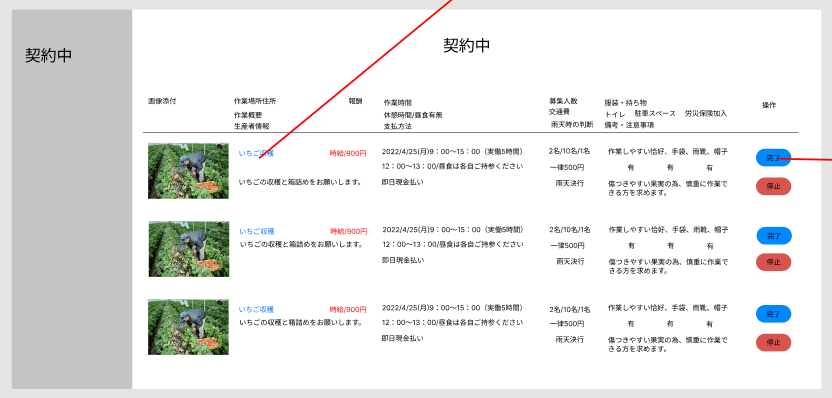 契約中
契約中
画像添付
作業場所住所
報酬
作業概要
生産者情報
作業時間
休憩時間/昼食有無
支払方法
募集人数
交通費
雨天時の判断
服装・持ち物
トイレ 駐車スペース 労災保険加入
備考・注意事項
操作
いちご収穫
時給/900円
いちごの収穫と箱詰めをお願いします。
2022/4/25(月)9：00〜15：00（実働5時間）
12：00〜13：00/昼食は各自ご持参ください
即日現金払い
2名/10名/1名
一律500円
雨天決行
作業しやすい恰好、手袋、雨靴、帽子
有 有 有
傷つきやすい果実の為、慎重に作業で
きる方を求めます。
完了
停止
いちご収穫
時給/900円
いちごの収穫と箱詰めをお願いします。
2022/4/25(月)9：00〜15：00（実働5時間）
12：00〜13：00/昼食は各自ご持参ください
即日現金払い
2名/10名/1名
一律500円
雨天決行
作業しやすい恰好、手袋、雨靴、帽子
有 有 有
傷つきやすい果実の為、慎重に作業で
きる方を求めます。
完了
停止
いちご収穫
時給/900円
いちごの収穫と箱詰めをお願いします。
2022/4/25(月)9：00〜15：00（実働5時間）
12：00〜13：00/昼食は各自ご持参ください
即日現金払い
2名/10名/1名
一律500円
雨天決行
作業しやすい恰好、手袋、雨靴、帽子
有 有 有
傷つきやすい果実の為、慎重に作業で
きる方を求めます。
完了
停止